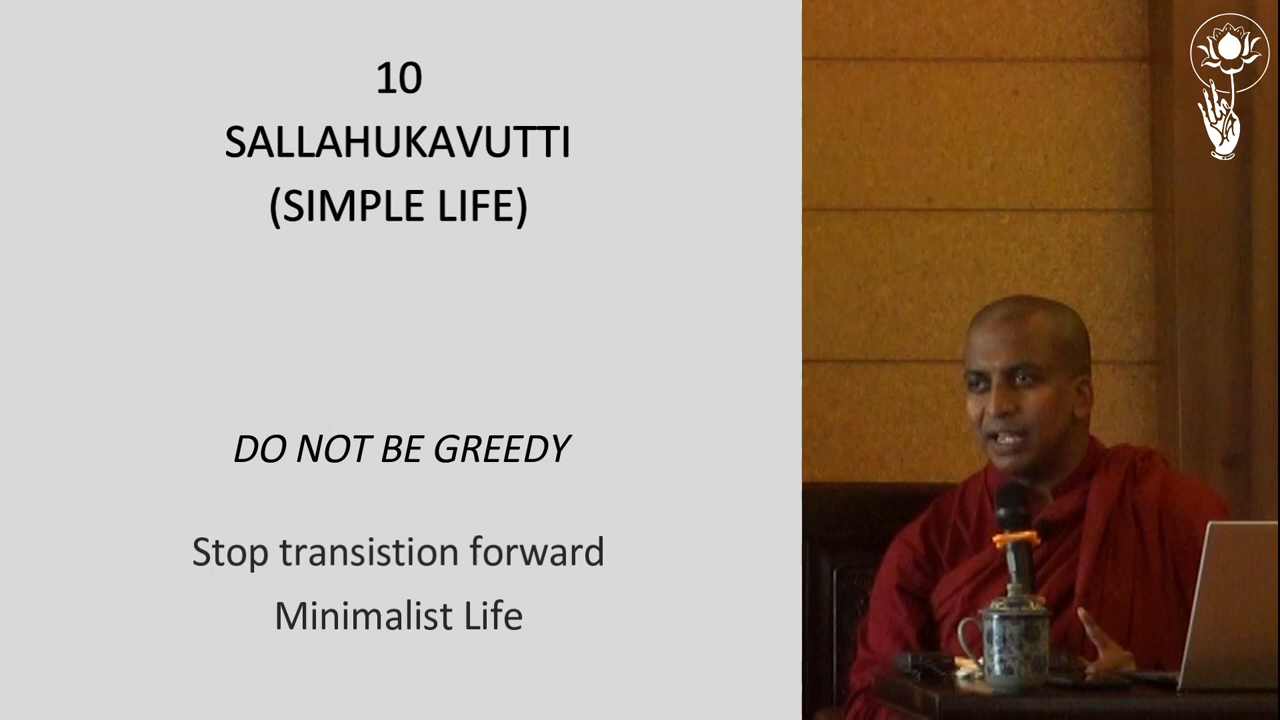 10
SALLAHUKAVUTTI
(SIMPLE LIFE)
DO NOT BE GREEDY
Stop transistion forward
Minimalist Life